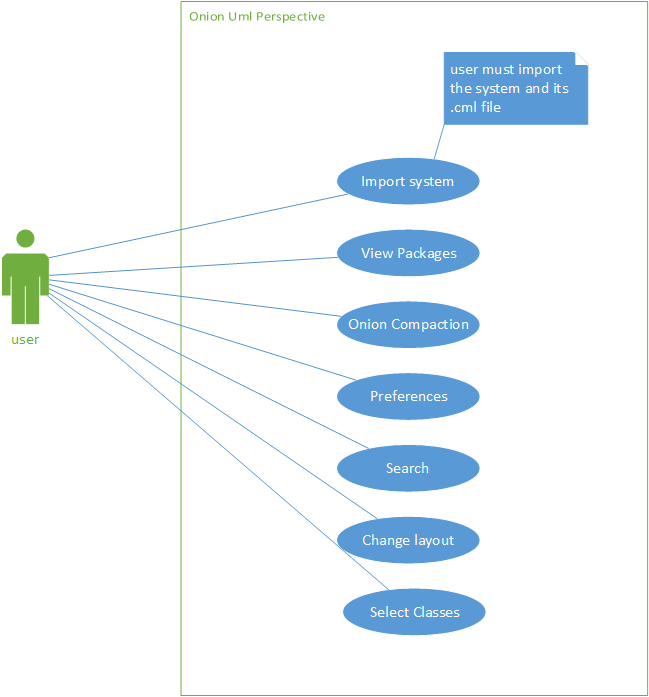 Onion Uml Perspective
user must import
the system and its
.cml file
Import system
View Packages
Onion Compaction
Preferences
Search
Change layout
Select Classes
user